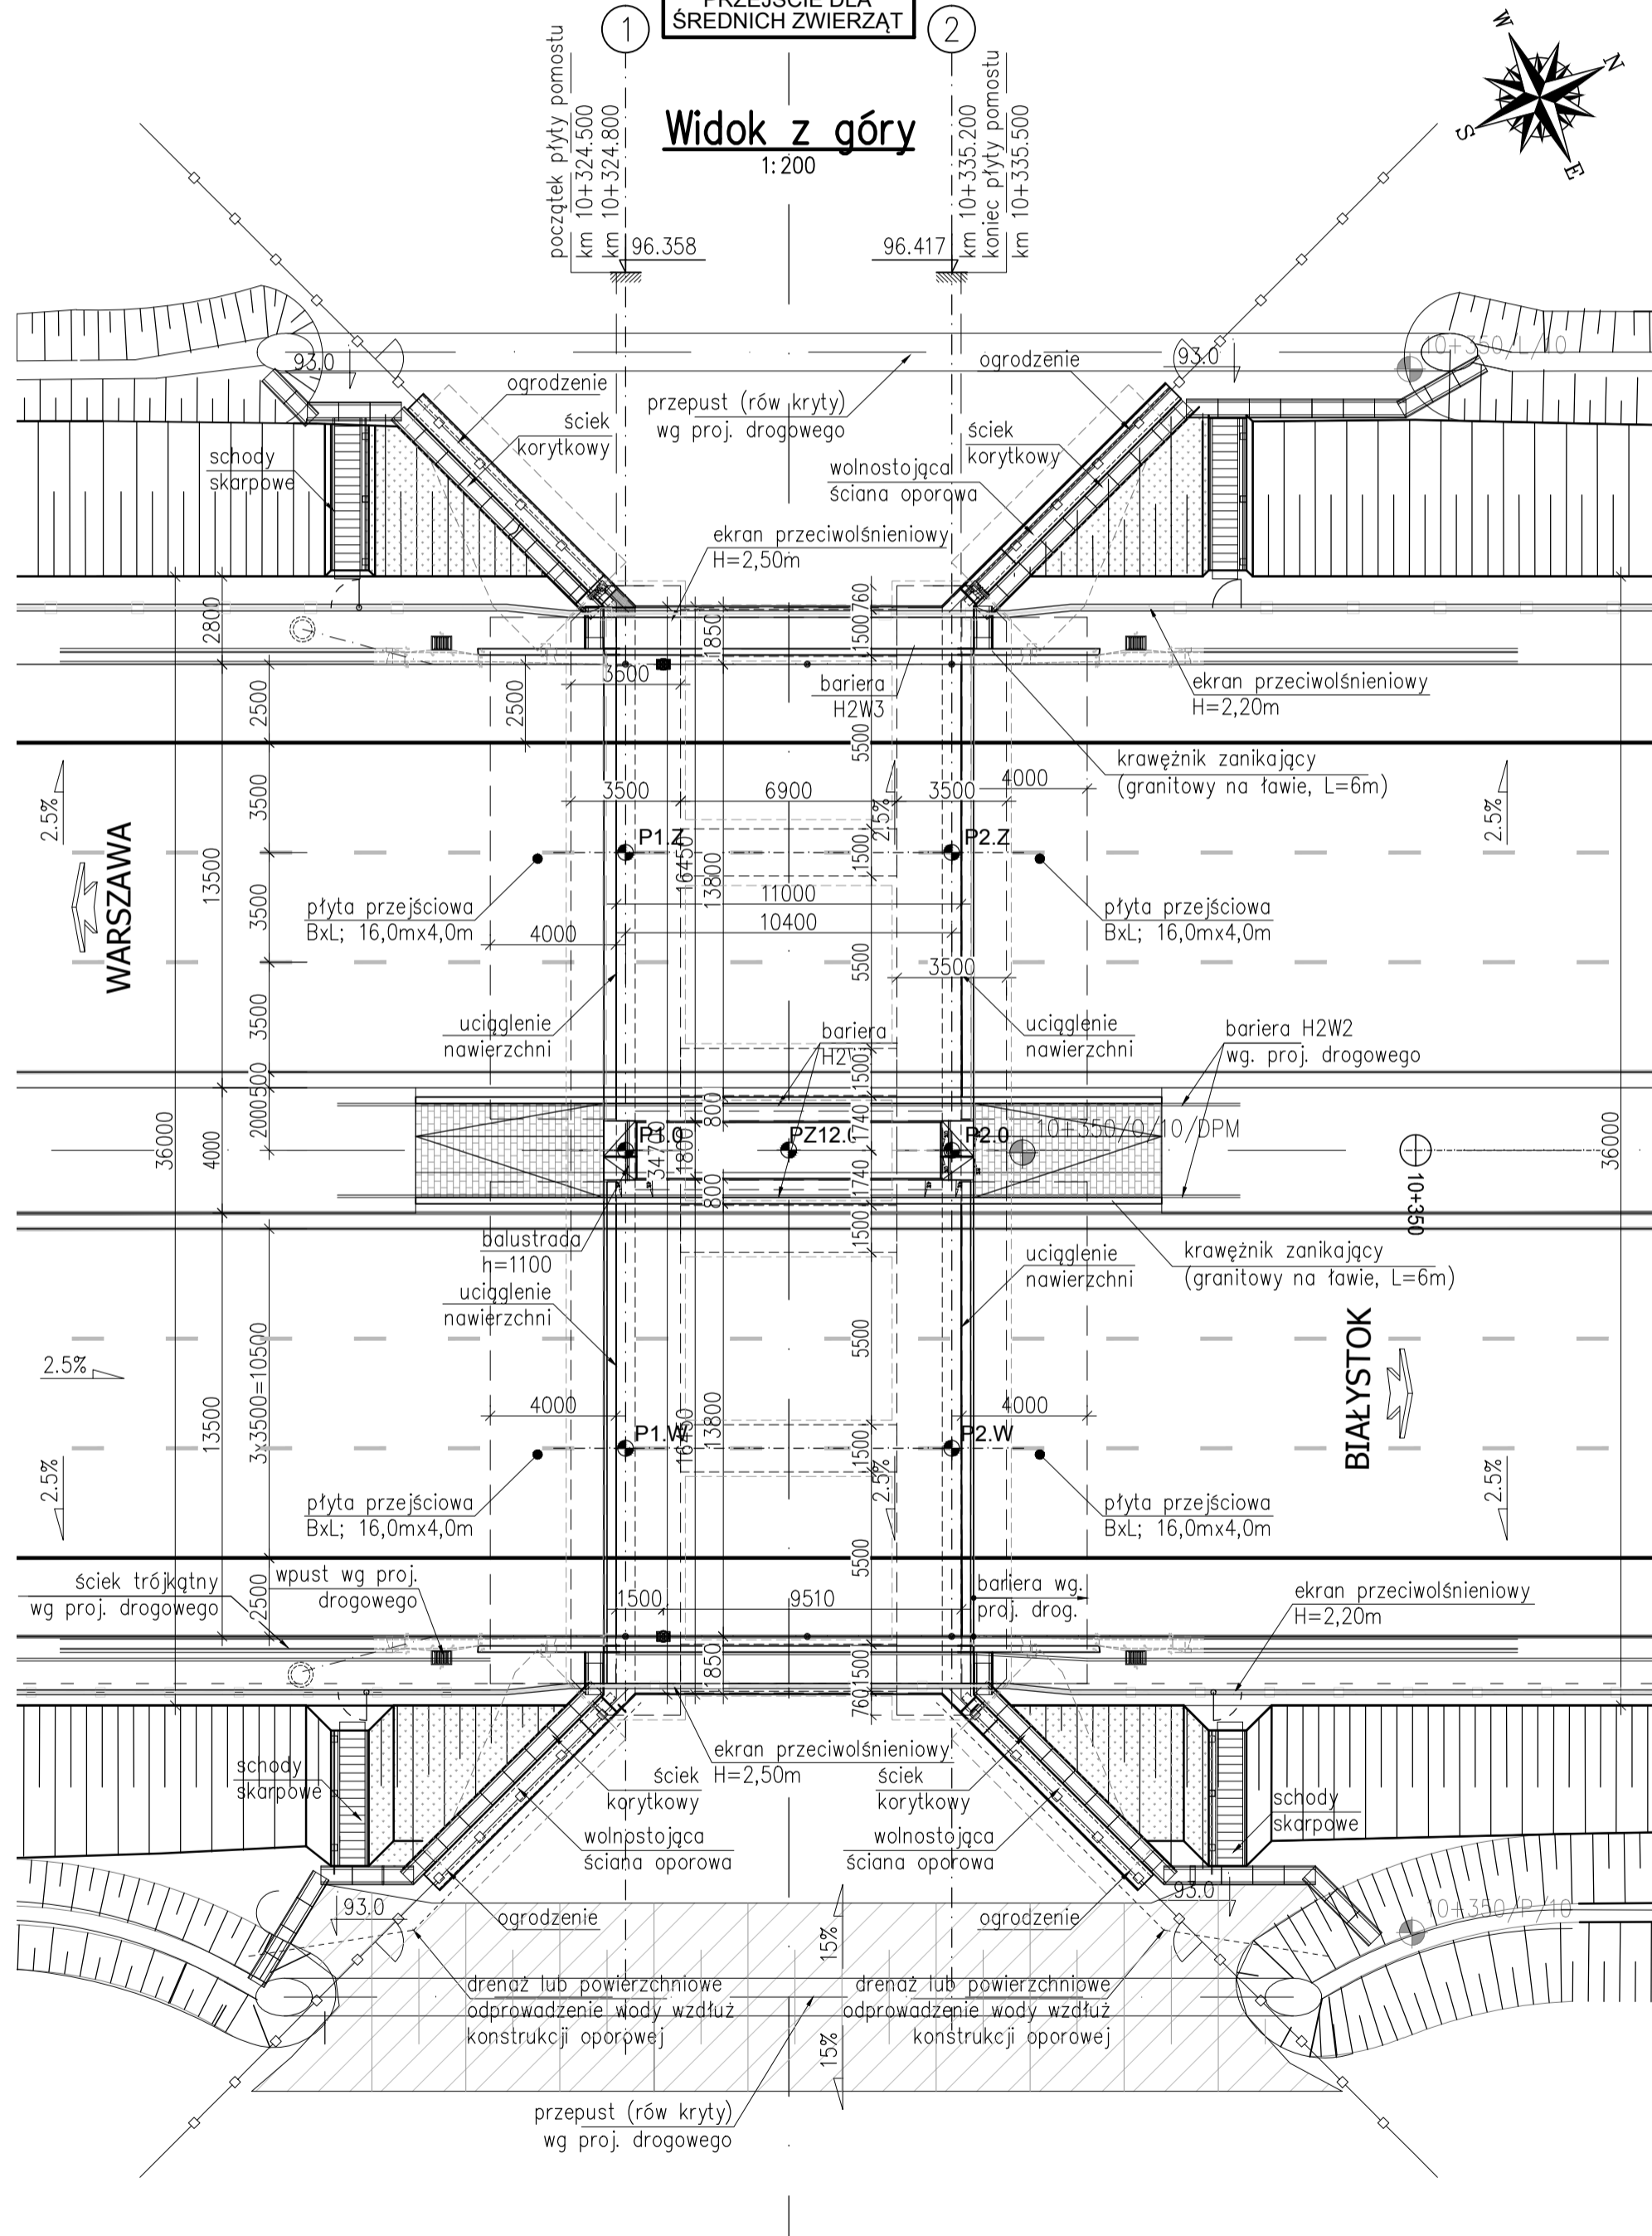 PRZEJŚCIE DLA
ŚREDNICH ZWIERZĄT
1
2
początek płyty pomostu
km 10+324.500
km 10+324.800
Widok z góry
1:200
km 10+335.200
koniec płyty pomostu
km 10+335.500
W
N
S
E
96.358
96.417
93.0
ogrodzenie
ściek
korytkowy
schody
skarpowe
przepust (rów kryty)
wg proj. drogowego
ogrodzenie
93.0
10+350/L/10
ściek
korytkowy
wolnostojąca
ściana oporowa
ekran przeciwolśnieniowy
H=2,50m
2800
1850
1500
760
3600
2500
2500
bariera
H2W3
ekran przeciwolśnieniowy
H=2,20m
5500
krawężnik zanikający
(granitowy na ławie, L=6m)
4000
3500
6900
3500
3500
2.5%
2.5%
2.5%
WARSZAWA
13500
P1.Z
P2.Z
16450
13800
1500
11000
10400
płyta przejściowa
BxL; 16,0mx4,0m
płyta przejściowa
BxL; 16,0mx4,0m
3500
4000
5500
3500
3500
uciąglenie
nawierzchni
bariera
uciąglenie
nawierzchni
bariera H2W2
wg. proj. drogowego
1500
500
2000
800
1740
36000
4000
P1.0
34700
1800
PZ12.
P2.0
10+350/0/10/DPM
10+350
36000
800
1740
1500
balustrada
h=1100
uciąglenie
nawierzchni
uciąglenie
nawierzchni
krawężnik zanikający
(granitowy na ławie, L=6m)
5500
BIAŁYSTOK
2.5%
3x3500=10500
13500
4000
4000
P1.W
P2.W
16450
13800
1500
2.5%
2.5%
2.5%
płyta przejściowa
BxL; 16,0mx4,0m
płyta przejściowa
BxL; 16,0mx4,0m
5500
ściek trójkątny
wg proj. drogowego
2500
wpust wg proj.
drogowego
1500
9510
bariera wg.
proj. drog.
ekran przeciwolśnieniowy
H=2,20m
1850
1500
760
ekran przeciwolśnieniowy
H=2,50m
schody
skarpowe
ściek
korytkowy
ściek
korytkowy
schody
skarpowe
wolnostojąca
ściana oporowa
wolnostojąca
ściana oporowa
93.0
ogrodzenie
ogrodzenie
93.0
10+350/P/10
15%
drenaż lub powierzchniowe
odprowadzenie wody wzdłuż
konstrukcji oporowej
drenaż lub powierzchniowe
odprowadzenie wody wzdłuż
konstrukcji oporowej
15%
przepust (rów kryty)
wg proj. drogowego